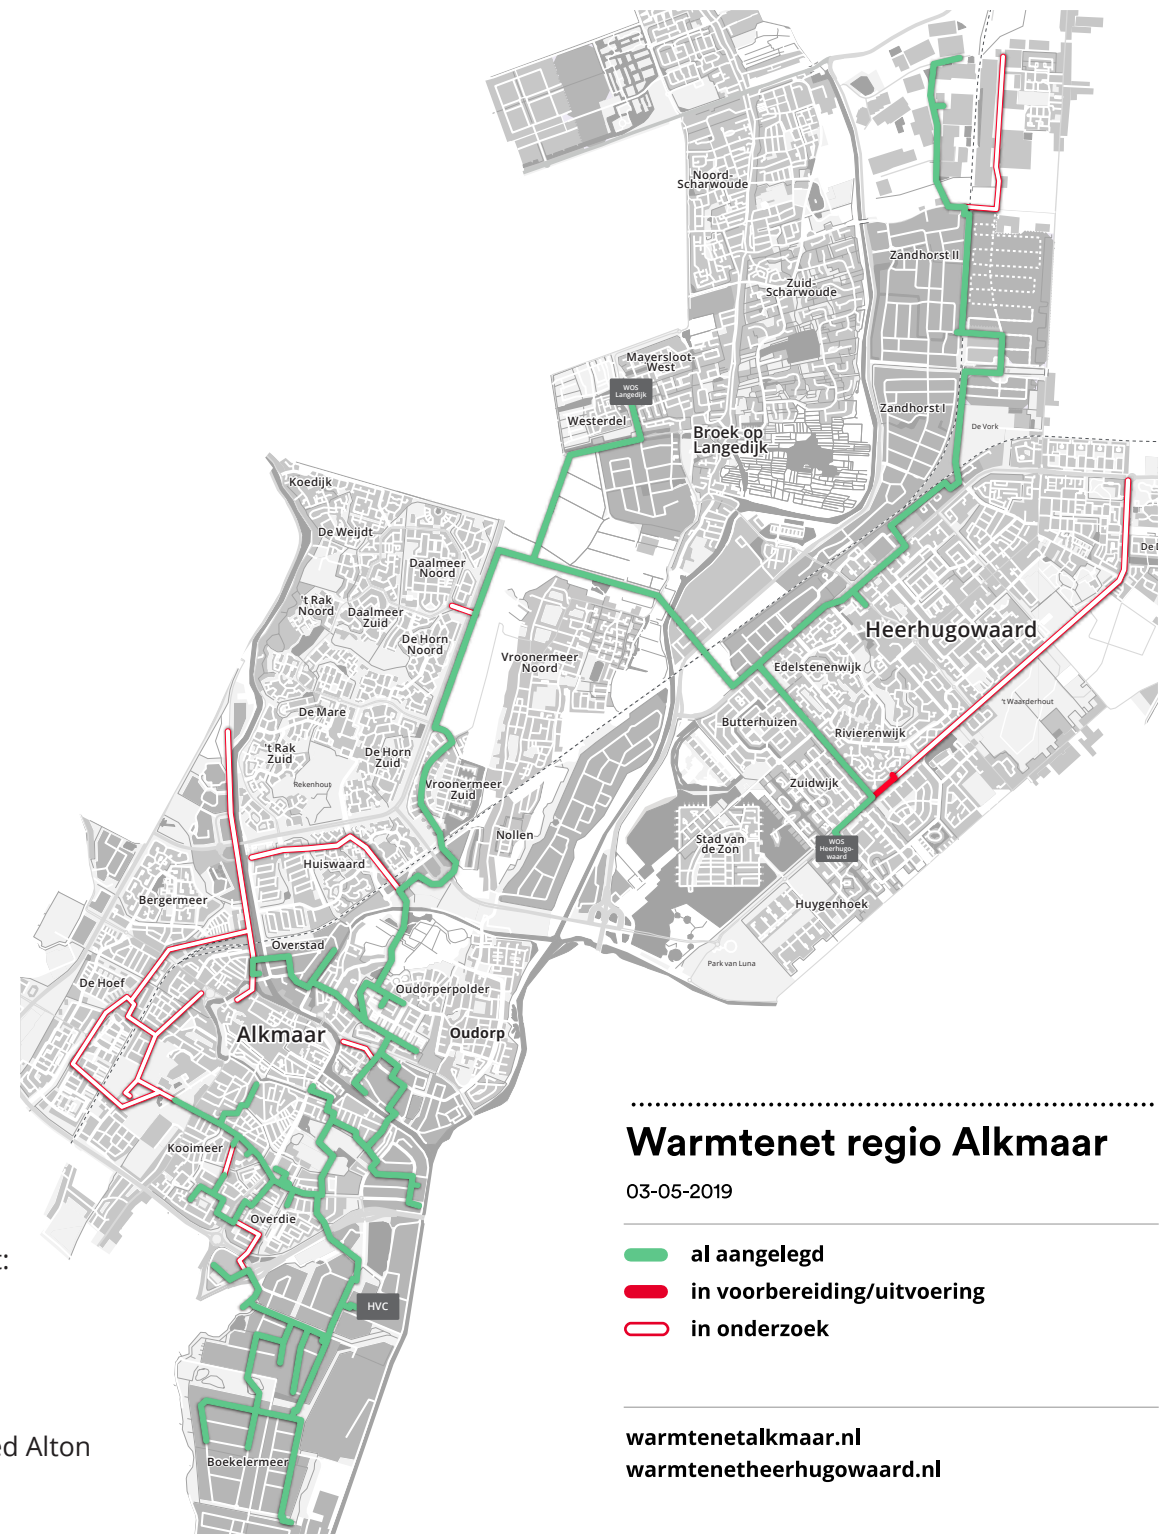 Noord-
Scharwoude
Zandhorst II
Zuid-
Scharwoude
Mayersloot-
West
WOS
Langedijk
Westerdel
Zandhorst I
De Vork
Broek op
Langedijk
Koedijk
De Weijdt
Daalmeer
Noord
't Rak
Noord
Daalmeer
Zuid
De Horn
Noord
Heerhugowaard
Vroonermeer
Noord
Edelstenenwijk
't Waarderhout
De Mare
Butterhuizen
Rivierenwijk
't Rak
Zuid
De Horn
Zuid
Rekenhout
Vroonermeer
Zuid
Zuidwijk
Nollen
Stad van
de Zon
WOS
Heerhugo-
waard
Huiswaard
Bergermeer
Huygenhoek
Overstad
Park van Luna
De Hoef
Oudorperpolder
Alkmaar
Oudorp
Kooimeer
Overdie
HVC
Boekelermeer
t:
ed Alton
Warmtenet regio Alkmaar
03-05-2019
al aangelegd
in voorbereiding/uitvoering
in onderzoek
warmtenetalkmaar.nl
warmtenetheerhugowaard.nl